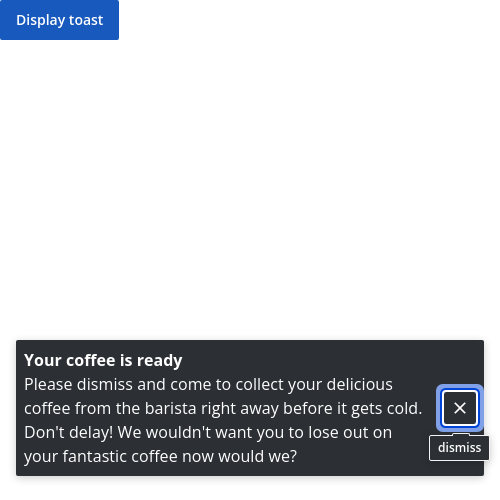 Display toast
Your coffee is ready
Please dismiss and come to collect your delicious
coffee from the barista right away before it gets cold.
Don't delay! We wouldn't want you to lose out on
your fantastic coffee now would we?
dismiss